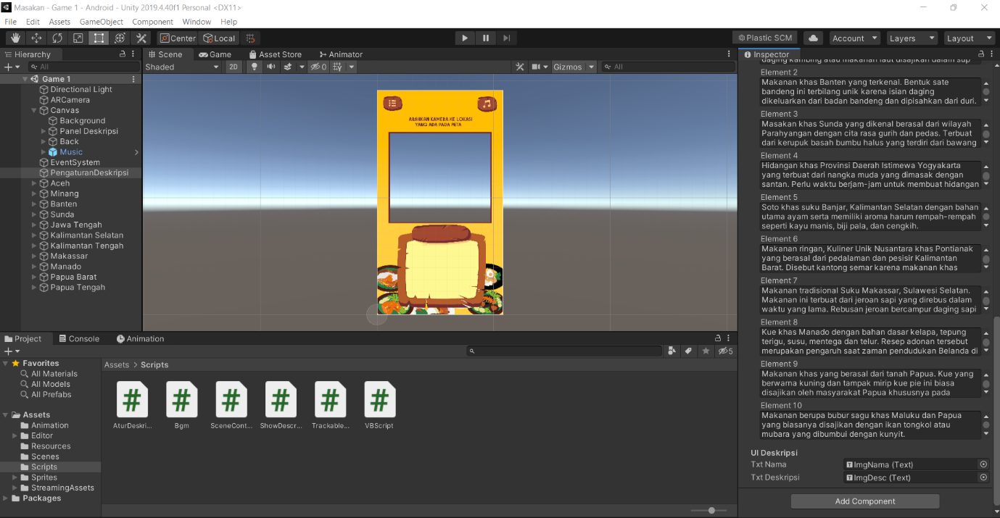 Masakan - Game 1 - Android - Unity 2019.4.40f1 Personal <DX11>
File Edit Assets GameObject Component Window Help
Center Local
Plastic SCM Account Layers Layout
Hierarchy
All
Game 1
Directional Light
ARCamera
Canvas
Background
Panel Deskripsi
Back
Music
EventSystem
PengaturanDeskripsi
Aceh
Minang
Banten
Sunda
Jawa Tengah
Kalimantan Selatan
Kalimantan Tengah
Makassar
Manado
Papua Barat
Papua Tengah
Scene Game Asset Store Animator
Shaded 2D 0 Gizmos All
ARAHKAN KAMERA KE LOKASI
YANG ADA PADA PETA
Project Console Animation
5
Favorites
All Materials
All Models
All Prefabs
Assets
Animation
Editor
Resources
Scenes
Scripts
Sprites
StreamingAssets
Packages
Assets > Scripts
AturDeskri... Bgm SceneCont... ShowDescr... Trackable... VBScript
Inspector
daging kambing atau makanan laut disajikan dalam sup
Element 2
Makanan khas Banten yang terkenal. Bentuk sate
bandeng ini terbilang unik karena isian daging
dikeluarkan dari badan bandeng dan dipisahkan dari duri.
Element 3
Masakan khas Sunda yang dikenal berasal dari wilayah
Parahyangan dengan cita rasa gurih dan pedas. Terbuat
dari kerupuk basah bumbu halus yang terdiri dari bawang
Element 4
Hidangan khas Provinsi Daerah Istimewa Yogyakarta
yang terbuat dari nangka muda yang dimasak dengan
santan. Perlu waktu berjam-jam untuk membuat hidangan
Element 5
Soto khas suku Banjar, Kalimantan Selatan dengan bahan
utama ayam serta memiliki aroma harum rempah-rempah
seperti kayu manis, biji pala, dan cengkih.
Element 6
Makanan ringan, Kuliner Unik Nusantara khas Pontianak
yang berasal dari pedalaman dan pesisir Kalimantan
Barat. Disebut kantong semar karena makanan khas
Element 7
Makanan tradisional Suku Makassar, Sulawesi Selatan.
Makanan ini terbuat dari jeroan sapi yang direbus dalam
waktu yang lama. Rebusan jeroan bercampur daging sapi
Element 8
Kue khas Manado dengan bahan dasar kelapa, tepung
terigu, susu, mentega dan telur. Resep adonan tersebut
merupakan pengaruh saat zaman pendudukan Belanda di
Element 9
Makanan khas yang berasal dari tanah Papua. Kue yang
berwarna kuning dan tampak mirip kue pie ini biasa
disajikan oleh masyarakat Papua khususnya pada
Element 10
Makanan berupa bubur sagu khas Maluku dan Papua
yang biasanya disajikan dengan ikan tongkol atau
mubara yang dibumbui dengan kunyit.
UI Deskripsi
Txt Nama ImgNama (Text)
Txt Deskripsi ImgDesc (Text)
Add Component